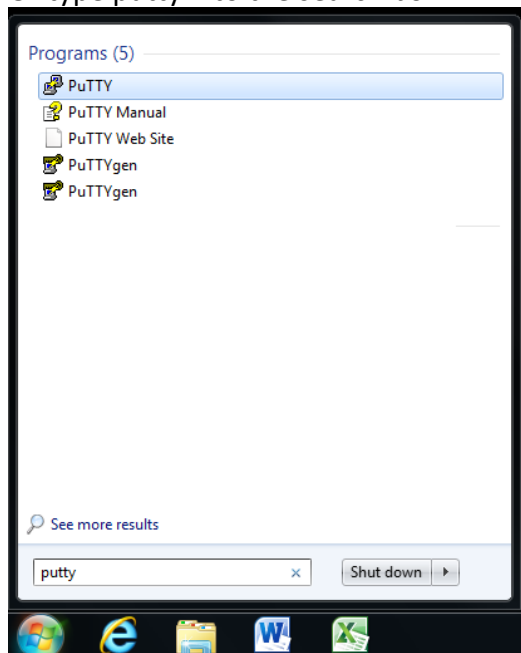 Programs (5)
PuTTY
PuTTY Manual
PuTTY Web Site
PuTTYgen
PuTTYgen
See more results
putty
Shut down